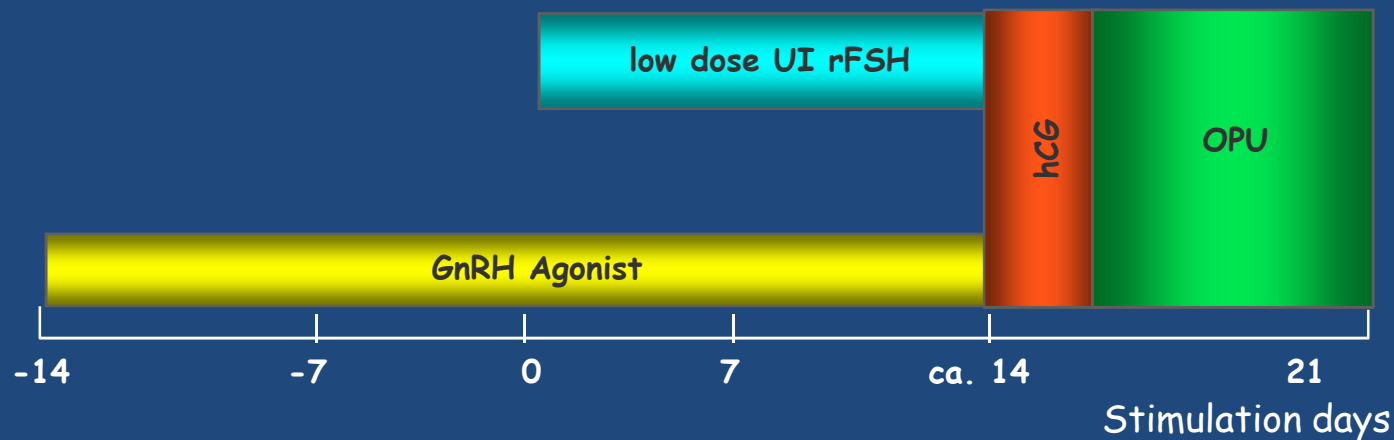 low dose UI rFSH
hCG
OPU
GnRH Agonist
-14 -7 0 7 ca. 14 21
Stimulation days